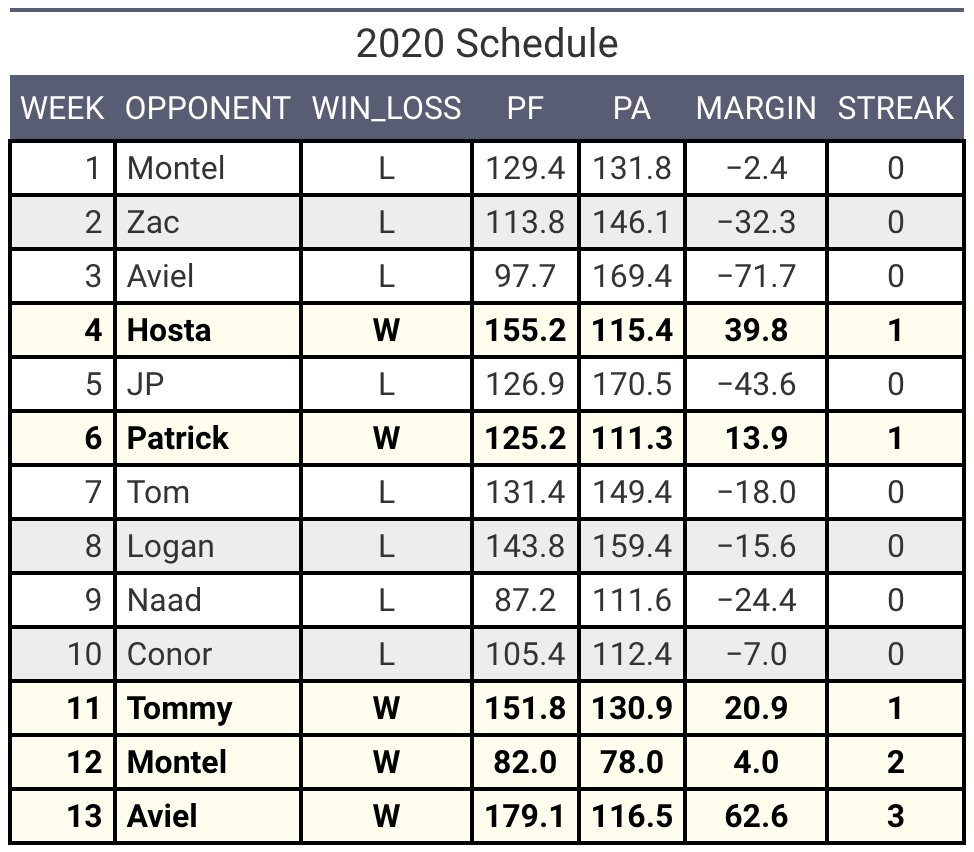 2020 Schedule
WEEK OPPONENT WIN_LOSS PF PA MARGIN STREAK
1 Montel L 129.4 131.8 −2.4 0
2 Zac L 113.8 146.1 −32.3 0
3 Aviel L 97.7 169.4 −71.7 0
4 Hosta W 155.2 115.4 39.8 1
5 JP L 126.9 170.5 −43.6 0
6 Patrick W 125.2 111.3 13.9 1
7 Tom L 131.4 149.4 −18.0 0
8 Logan L 143.8 159.4 −15.6 0
9 Naad L 87.2 111.6 −24.4 0
10 Conor L 105.4 112.4 −7.0 0
11 Tommy W 151.8 130.9 20.9 1
12 Montel W 82.0 78.0 4.0 2
13 Aviel W 179.1 116.5 62.6 3